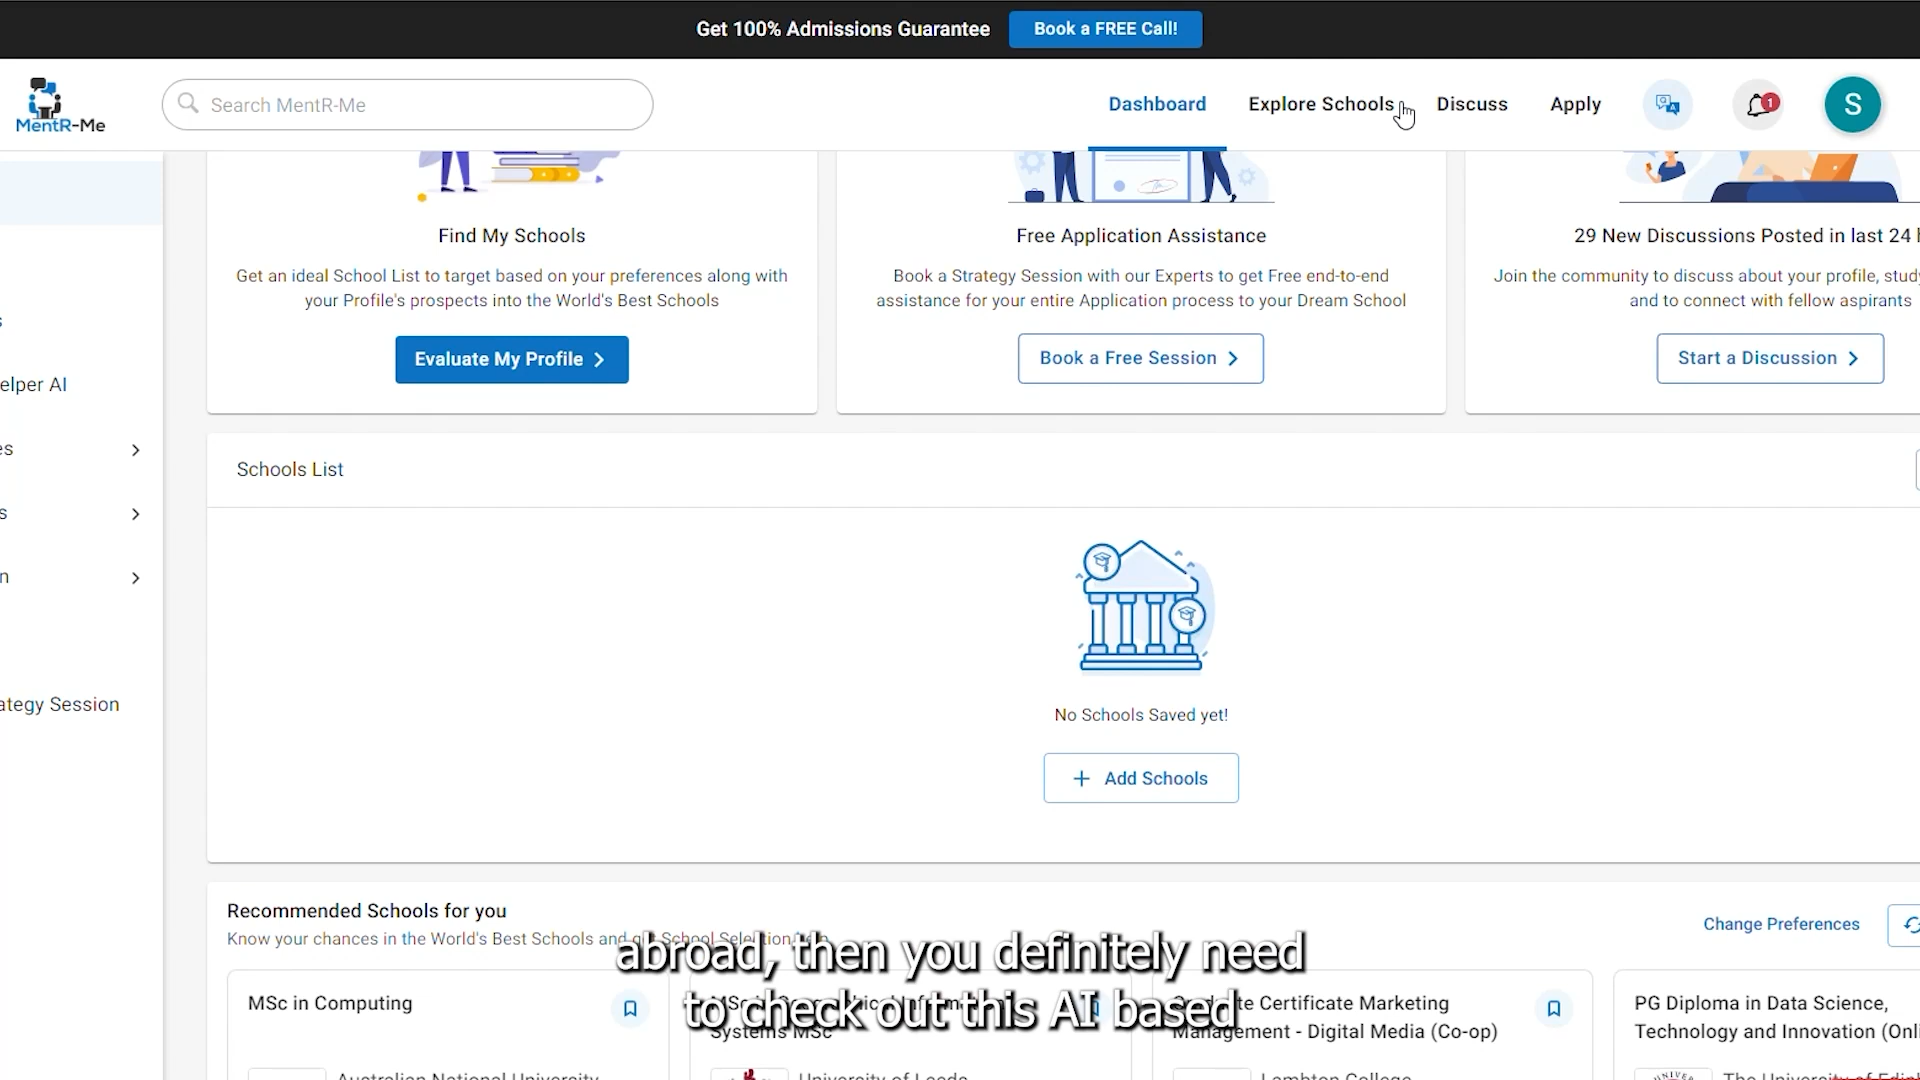 Get 100% Admissions Guarantee
Book a FREE Call!
MentR-Me
Search MentR-Me
Dashboard
Explore Schools
Discuss
Apply
1
S
Find My Schools
Get an ideal School List to target based on your preferences along with
your Profile's prospects into the World's Best Schools
Evaluate My Profile
Free Application Assistance
Book a Strategy Session with our Experts to get Free end-to-end
assistance for your entire Application process to your Dream School
Book a Free Session
29 New Discussions Posted in last 24
Join the community to discuss about your profile, study
and to connect with fellow aspirants
Start a Discussion
s
elper AI
es
s
n
ategy Session
Schools List
No Schools Saved yet!
Add Schools
Recommended Schools for you
Know your chances in the World's Best Schools and School Selection
Change Preferences
abroad, then you definitely need
to check out this AI based
MSc in Computing
Systems MSc
Certificate Marketing
Management - Digital Media (Co-op)
PG Diploma in Data Science,
Technology and Innovation
Australian National University
University of Leeds
Lambton College